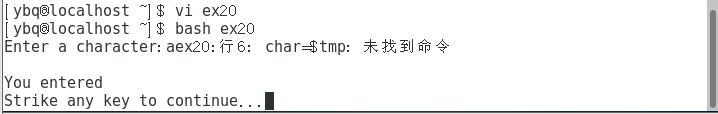 [ybq@localhost ~]$ vi ex20
[ybq@localhost ~]$ bash ex20
Enter a character:aex20:行6: char=$tmp: 未找到命令
You entered
Strike any key to continue...